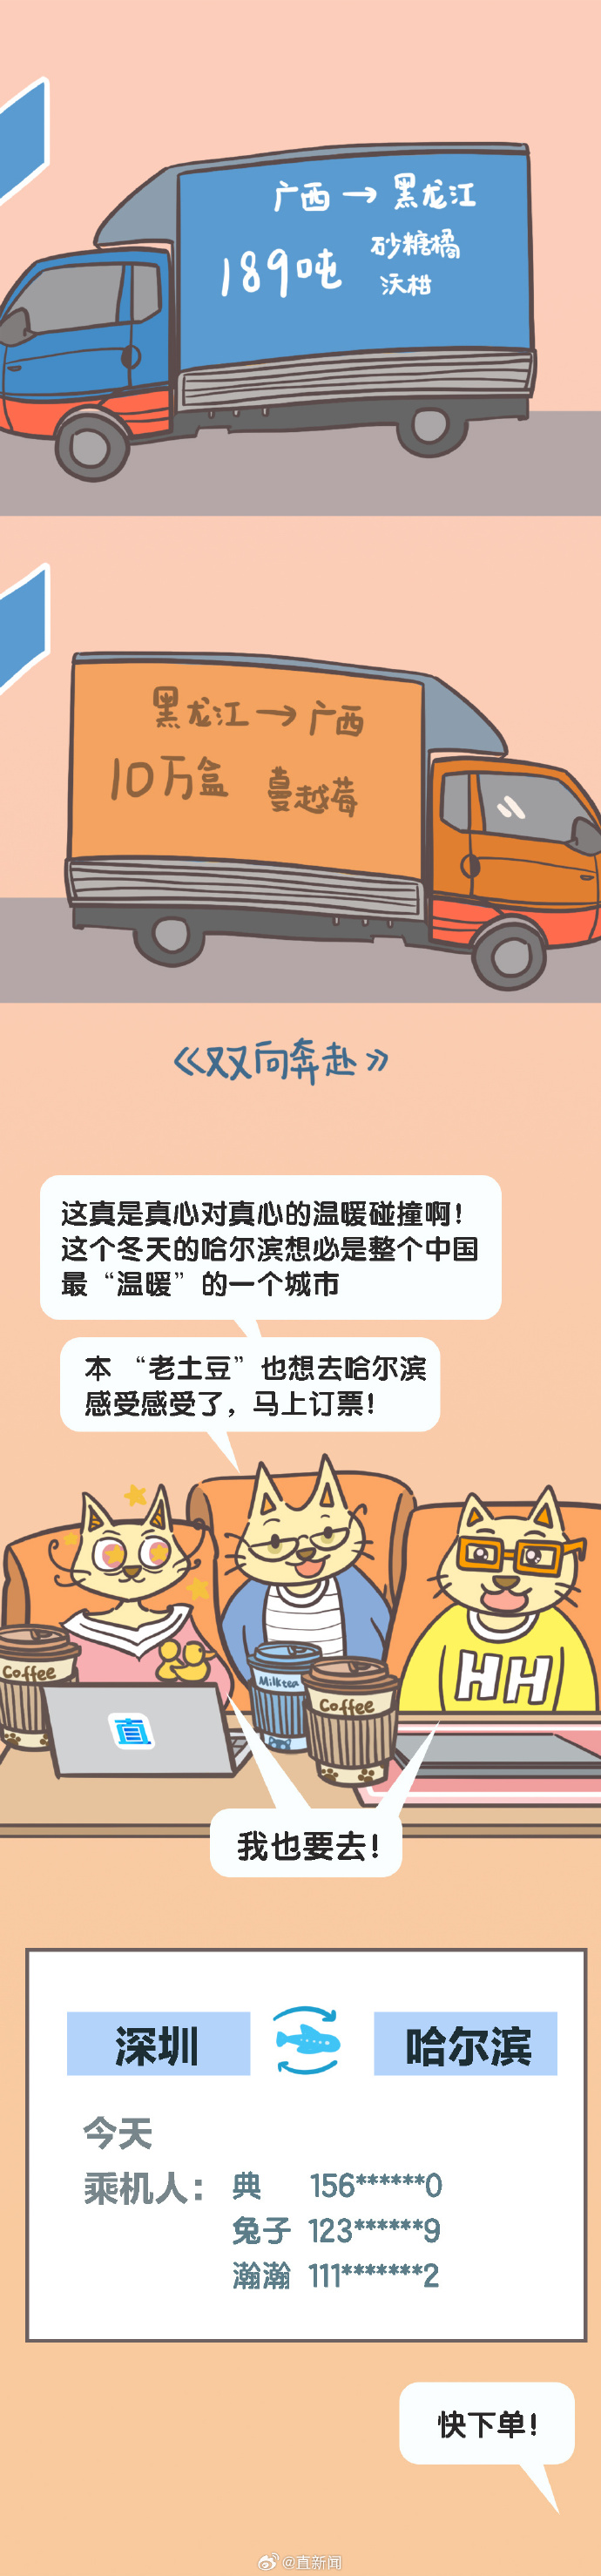 广西 → 黑龙江
189吨 砂糖橘
沃柑
黑龙江 → 广西
10万盒 蔓越莓
《双向奔赴》
这真是真心对真心的温暖碰撞啊！
这个冬天的哈尔滨想必是整个中国
最“温暖”的一个城市
本“老土豆”也想去哈尔滨
感受感受了，马上订票！
Coffee
Milktea
Coffee
HH
直
我也要去！
深圳 哈尔滨
今天
乘机人： 典 156******0
兔子 123******9
瀚瀚 111*******2
快下单！
@直新闻